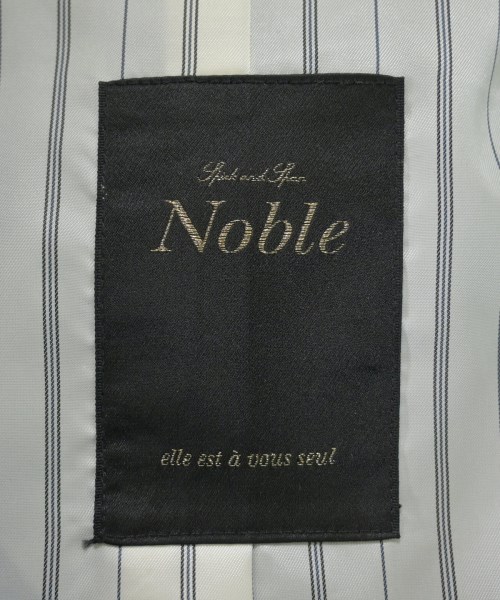 Spick and Span
Noble
elle est à vous seul